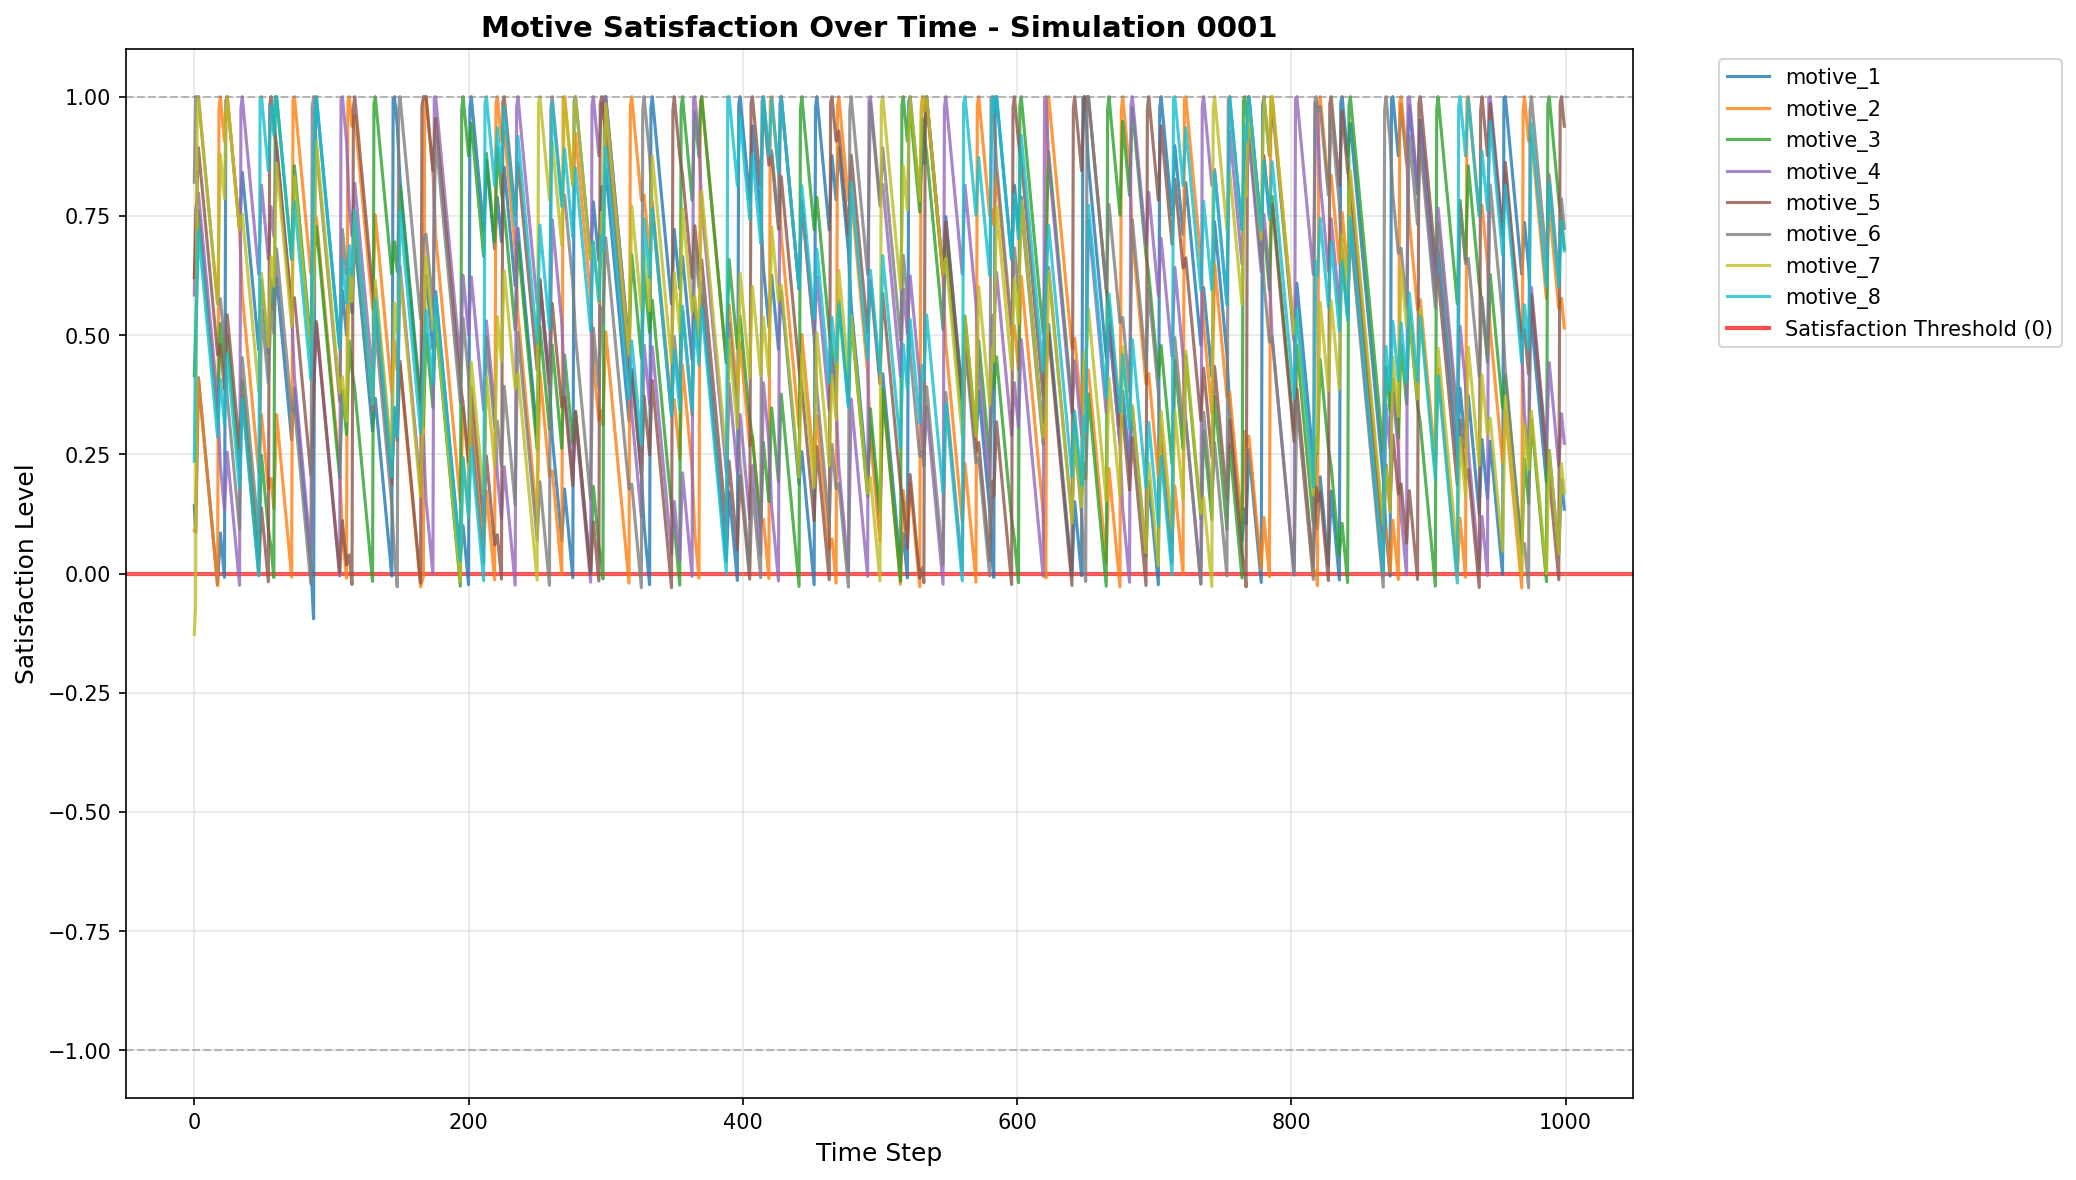 Motive Satisfaction Over Time - Simulation 0001
motive_1
motive_2
motive_3
motive_4
motive_5
motive_6
motive_7
motive_8
Satisfaction Threshold (0)
Satisfaction Level
1.00
0.75
0.50
0.25
0.00
−0.25
−0.50
−0.75
−1.00
0 200 400 600 800 1000
Time Step